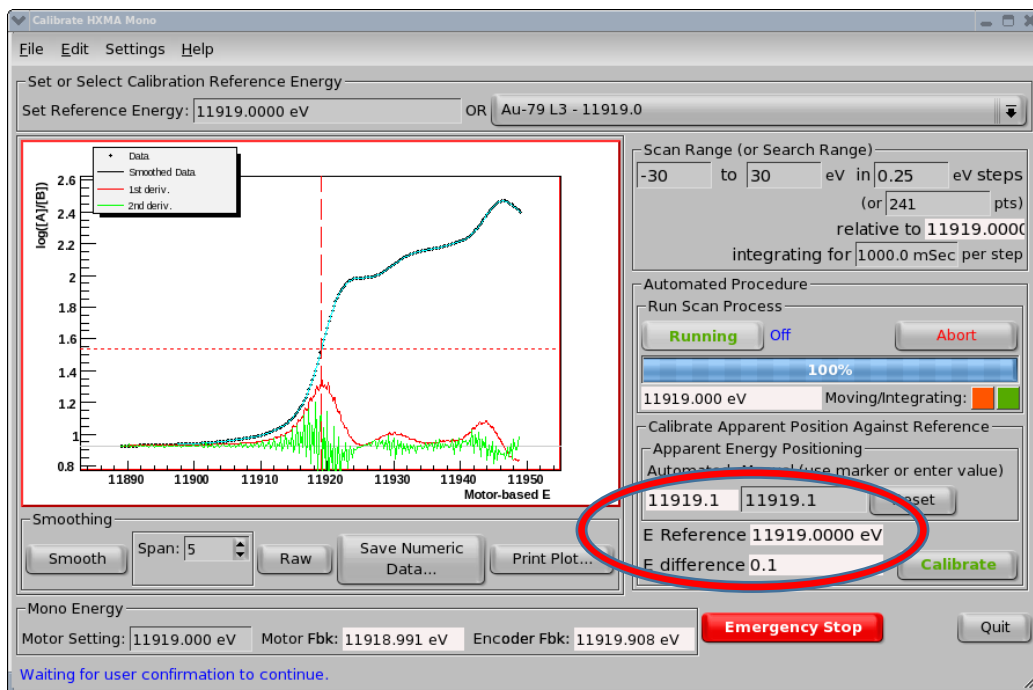 Calibrate HXMA Mono
File Edit Settings Help
Set or Select Calibration Reference Energy
Set Reference Energy: 11919.0000 eV OR Au-79 L3 - 11919.0
Data
Smoothed Data
1st deriv.
2nd deriv.
log([A]/[B])
2.6
2.4
2.2
2
1.8
1.6
1.4
1.2
1
0.8
11890 11900 11910 11920 11930 11940 11950
Motor-based E
Scan Range (or Search Range)
-30 to 30 eV in 0.25 eV steps
(or 241 pts)
relative to 11919.0000
integrating for 1000.0 mSec per step
Automated Procedure
Run Scan Process
Running Off Abort
100%
11919.000 eV Moving/Integrating:
Calibrate Apparent Position Against Reference
Apparent Energy Positioning
Automated Manual (use marker or enter value)
11919.1 11919.1 Reset
E Reference 11919.0000 eV
E difference 0.1 Calibrate
Smoothing
Smooth Span: 5 Raw Save Numeric Data... Print Plot...
Mono Energy
Motor Setting: 11919.000 eV Motor Fbk: 11918.991 eV Encoder Fbk: 11919.908 eV
Emergency Stop Quit
Waiting for user confirmation to continue.